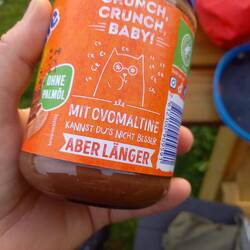 CRUNCH,
CRUNCH,
BABY!
OHNE
PALMÖL
MIT OVOMALTINE
KANNST DU'S NICHT BESSER
ABER LÄNGER